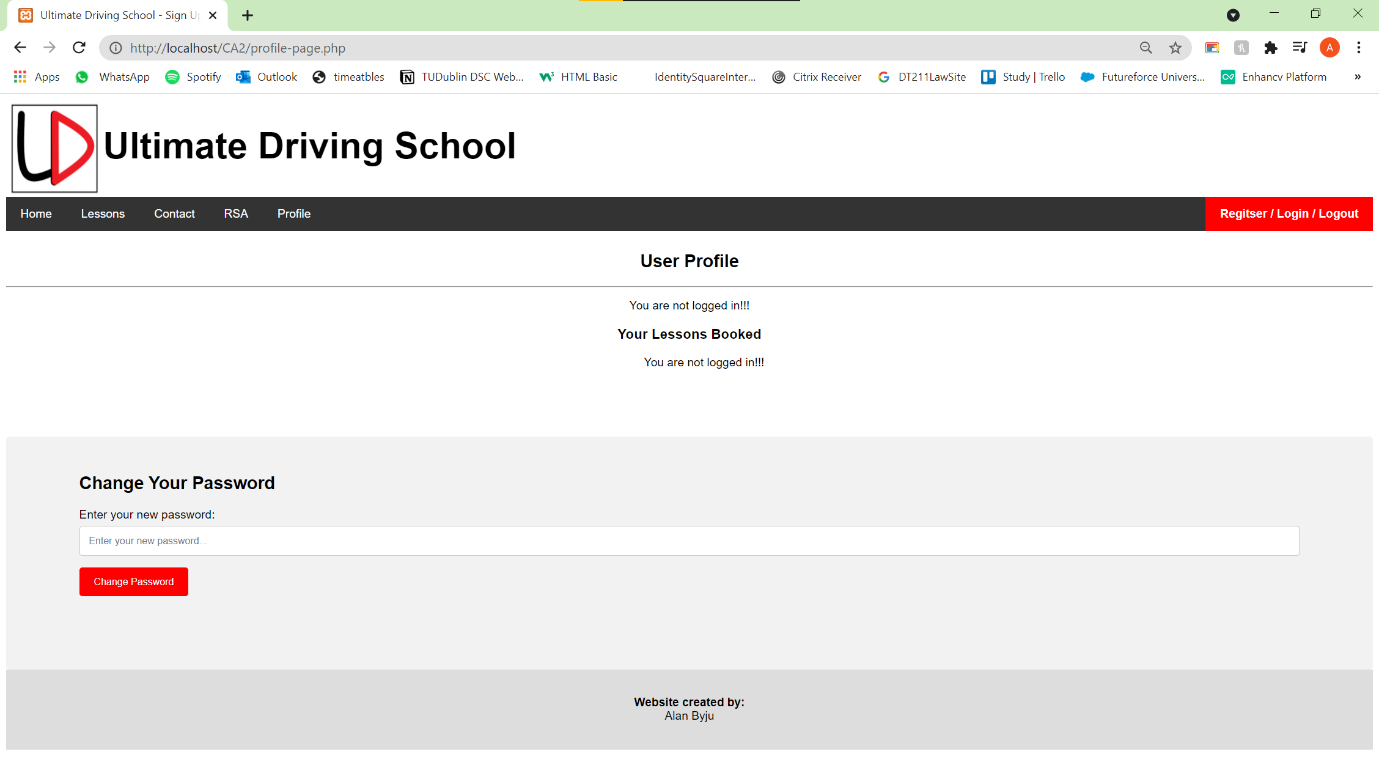 Ultimate Driving School - Sign U
http://localhost/CA2/profile-page.php
A
Apps WhatsApp Spotify Outlook timeatbles TUDublin DSC Web... HTML Basic IdentitySquareInter... Citrix Receiver DT211LawSite Study | Trello Futureforce Univers... Enhancv Platform »
UD Ultimate Driving School
Home Lessons Contact RSA Profile Regitser / Login / Logout
User Profile
You are not logged in!!!
Your Lessons Booked
You are not logged in!!!
Change Your Password
Enter your new password:
Enter your new password...
Change Password
Website created by:
Alan Byju